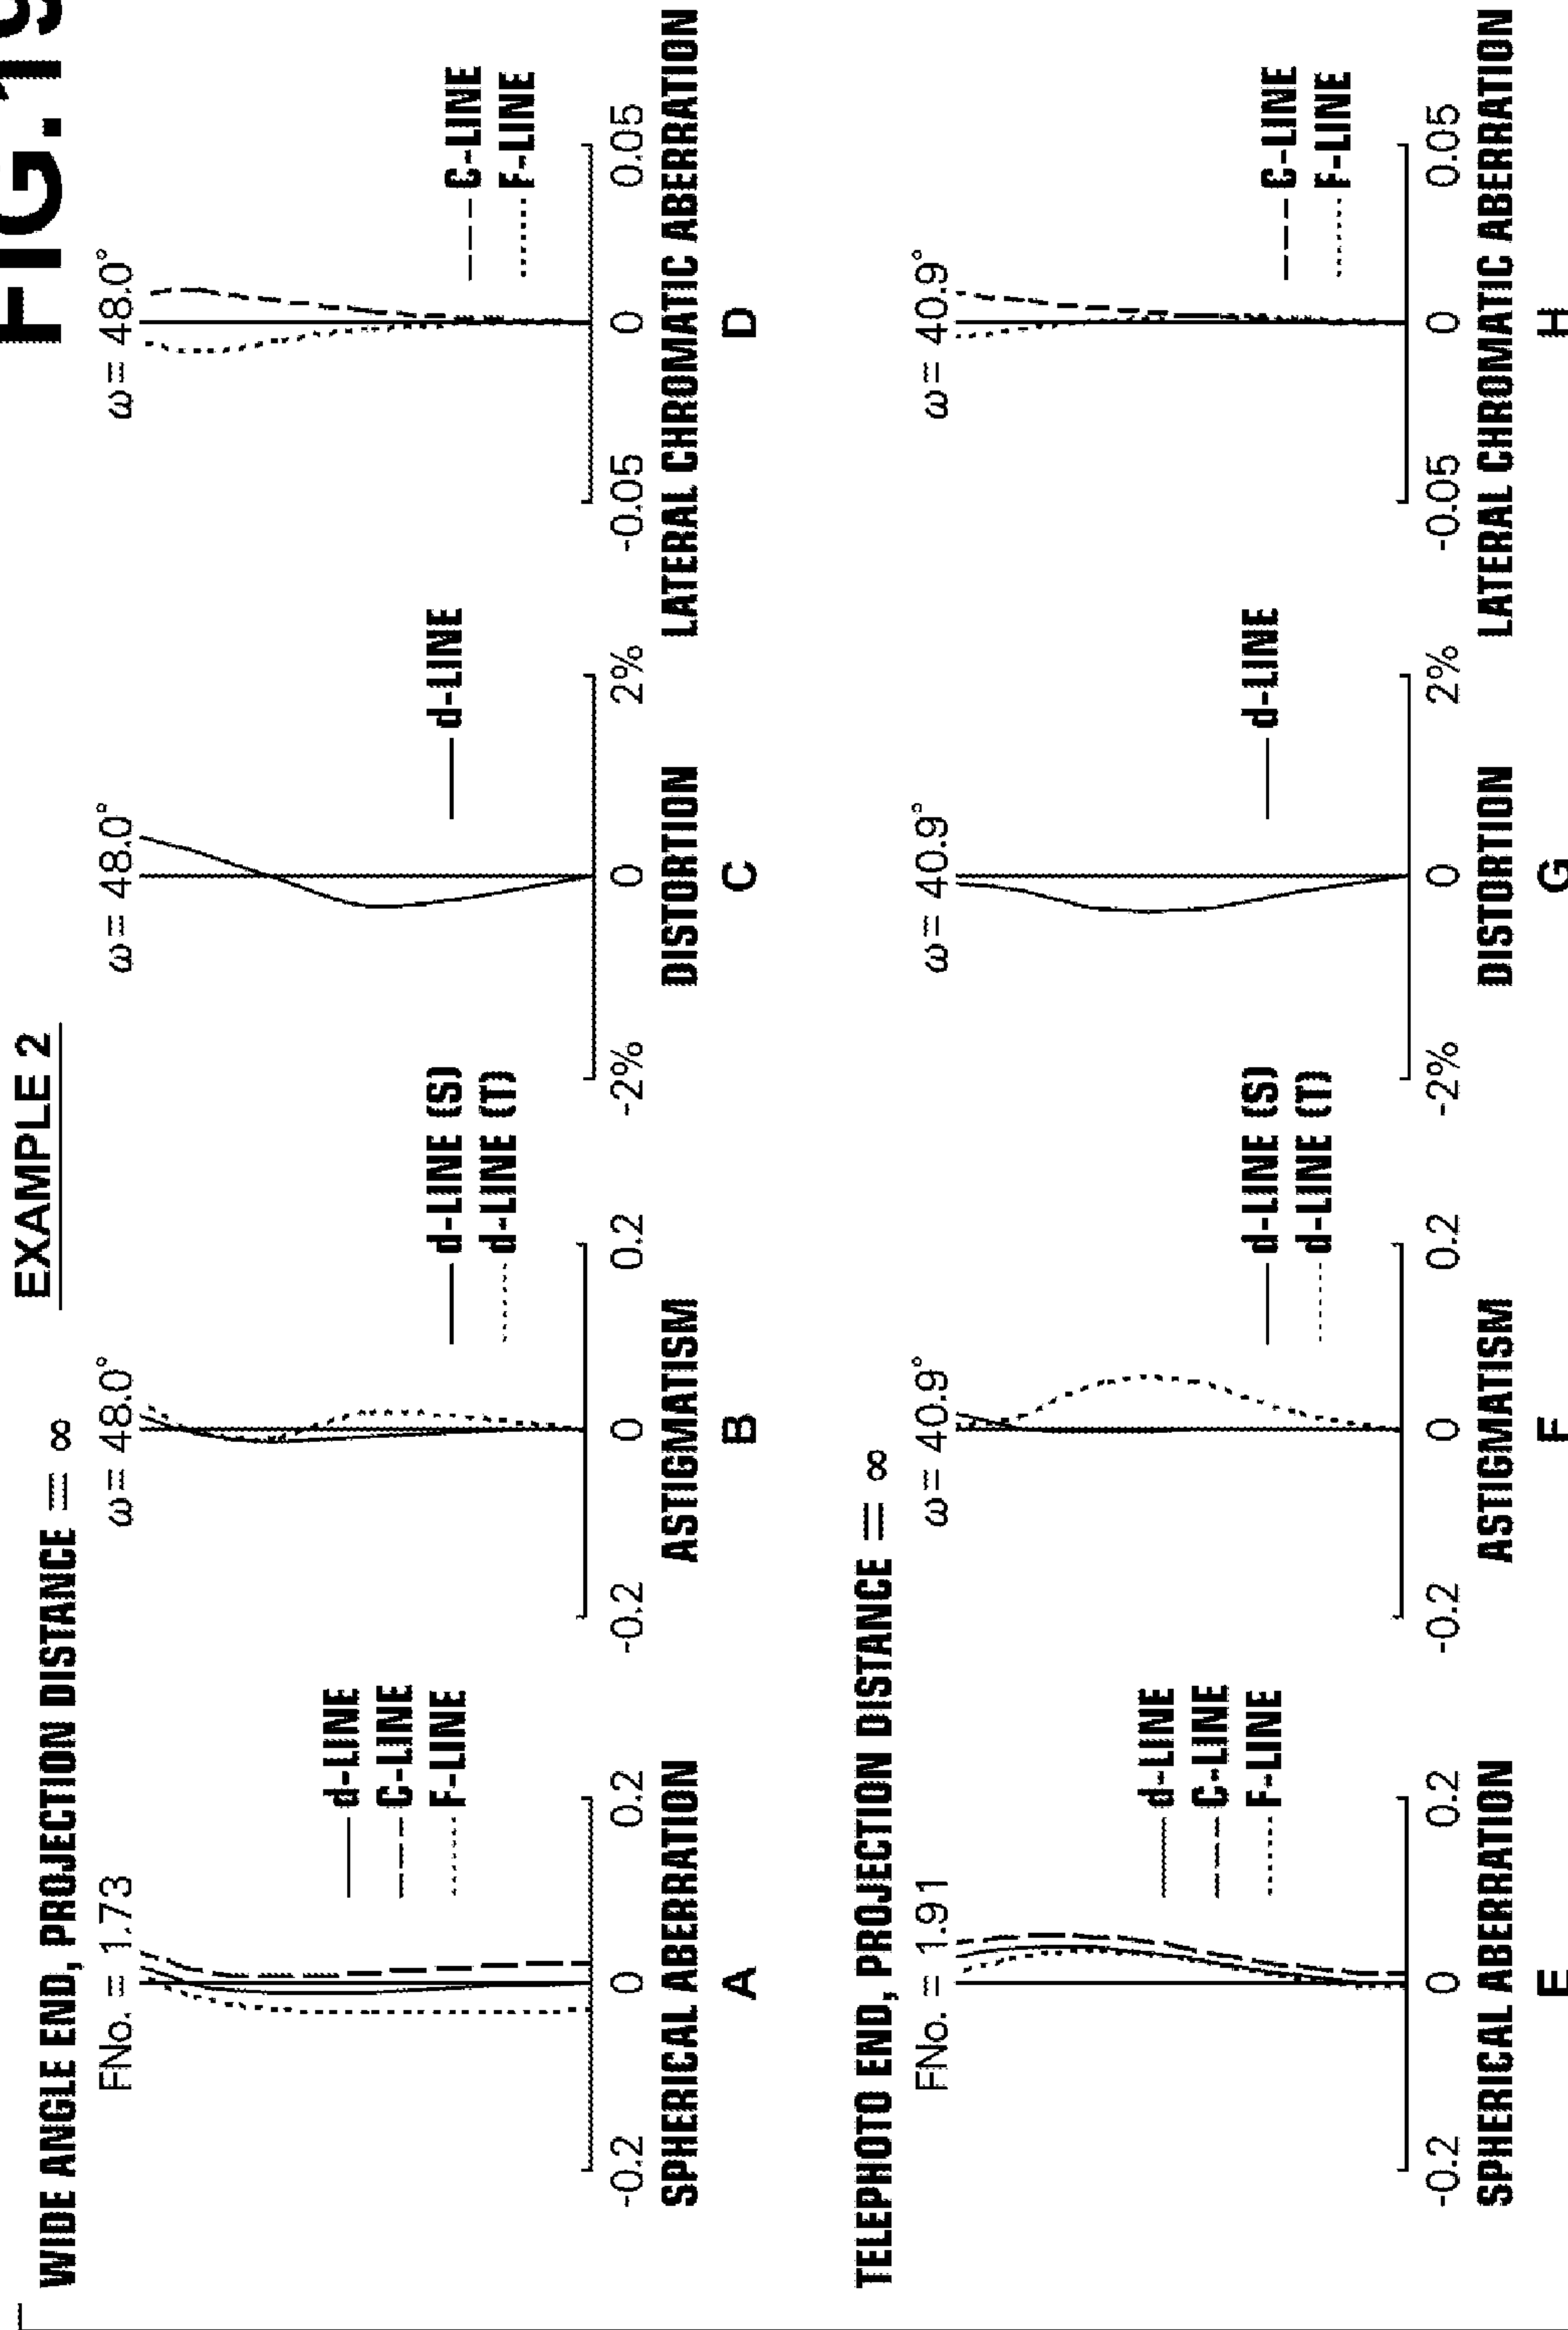 FIG.19
EXAMPLE 2
WIDE ANGLE END, PROJECTION DISTANCE = ∞
FNo. = 1.73
d-LINE
C-LINE
F-LINE
-0.2 0 0.2
SPHERICAL ABERRATION
A
ω= 48.0°
d-LINE (S)
d-LINE (T)
-0.2 0 0.2
ASTIGMATISM
B
ω= 48.0°
d-LINE
-2% 0 2%
DISTORTION
C
ω= 48.0°
C-LINE
F-LINE
-0.05 0 0.05
LATERAL CHROMATIC ABERRATION
D
TELEPHOTO END, PROJECTION DISTANCE = ∞
FNo. = 1.91
d-LINE
C-LINE
F-LINE
-0.2 0 0.2
SPHERICAL ABERRATION
E
ω= 40.9°
d-LINE (S)
d-LINE (T)
-0.2 0 0.2
ASTIGMATISM
F
ω= 40.9°
d-LINE
-2% 0 2%
DISTORTION
G
ω= 40.9°
C-LINE
F-LINE
-0.05 0 0.05
LATERAL CHROMATIC ABERRATION
H